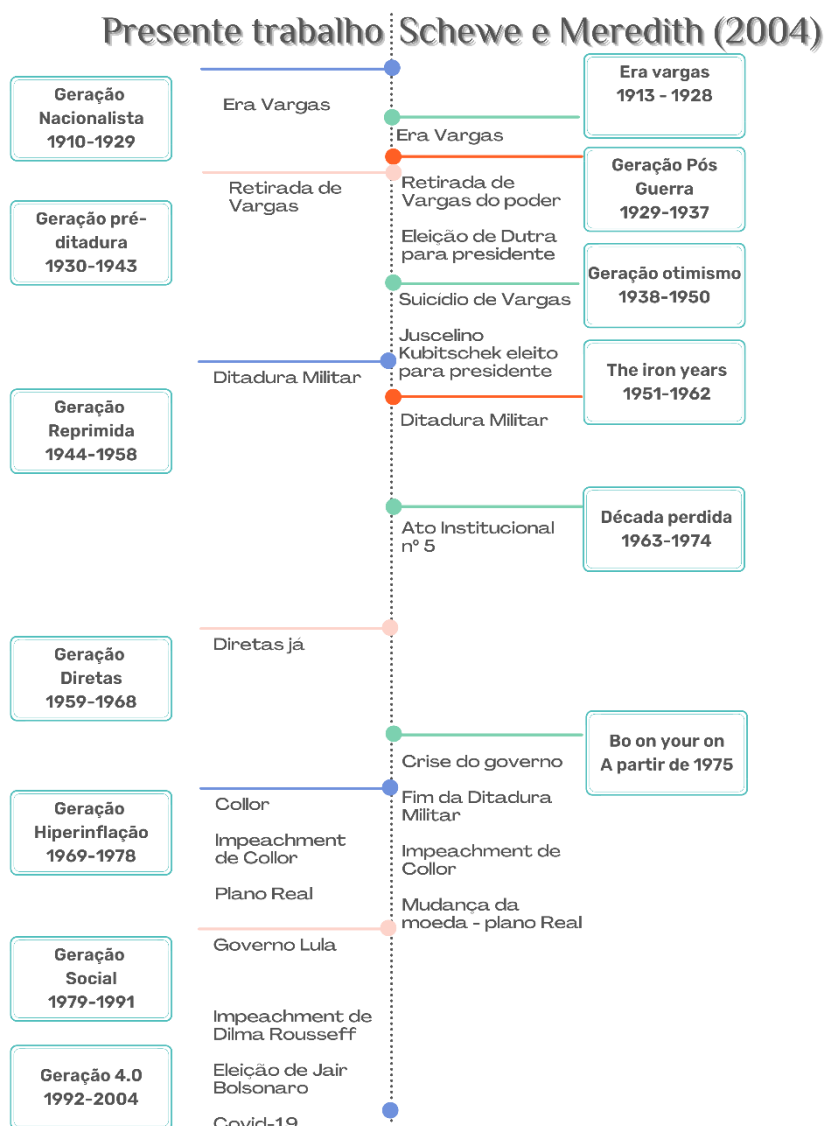 Presente trabalho
Schewe e Meredith (2004)
Geração
Nacionalista
1910-1929
Era Vargas
Era Vargas
Era vargas
1913 - 1928
Geração pré-
ditadura
1930-1943
Retirada de
Vargas
Retirada de
Vargas do poder
Eleição de Dutra
para presidente
Geração Pós
Guerra
1929-1937
Suicídio de Vargas
Juscelino
Kubitschek eleito
para presidente
Geração otimismo
1938-1950
Geração
Reprimida
1944-1958
Ditadura Militar
Ditadura Militar
The iron years
1951-1962
Ato Institucional
nº 5
Década perdida
1963-1974
Geração
Diretas
1959-1968
Diretas já
Crise do governo
Fim da Ditadura
Militar
Impeachment de
Collor
Mudança da
moeda - plano Real
Bo on your on
A partir de 1975
Geração
Hiperinflação
1969-1978
Collor
Impeachment
de Collor
Plano Real
Geração
Social
1979-1991
Governo Lula
Geração 4.0
1992-2004
Impeachment de
Dilma Rousseff
Eleição de Jair
Bolsonaro
Covid-19